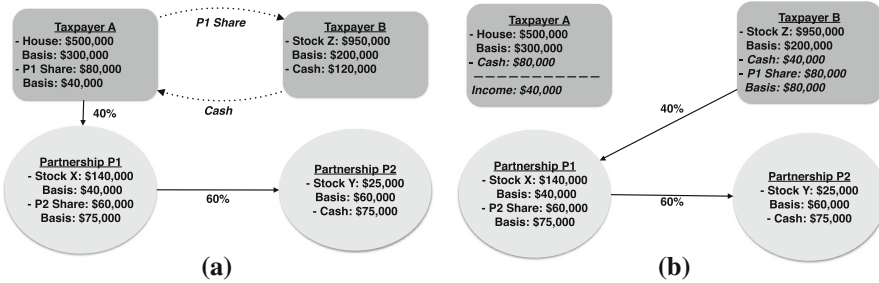 Taxpayer A
- House: $500,000
Basis: $300,000
- P1 Share: $80,000
Basis: $40,000
P1 Share
Taxpayer B
- Stock Z: $950,000
Basis: $200,000
- Cash: $120,000
Cash
40%
Partnership P1
- Stock X: $140,000
Basis: $40,000
- P2 Share: $60,000
Basis: $75,000
60%
Partnership P2
- Stock Y: $25,000
Basis: $60,000
- Cash: $75,000
(a)
Taxpayer A
- House: $500,000
Basis: $300,000
- Cash: $80,000
Income: $40,000
Taxpayer B
- Stock Z: $950,000
Basis: $200,000
- Cash: $40,000
- P1 Share: $80,000
Basis: $80,000
40%
Partnership P1
- Stock X: $140,000
Basis: $40,000
- P2 Share: $60,000
Basis: $75,000
60%
Partnership P2
- Stock Y: $25,000
Basis: $60,000
- Cash: $75,000
(b)